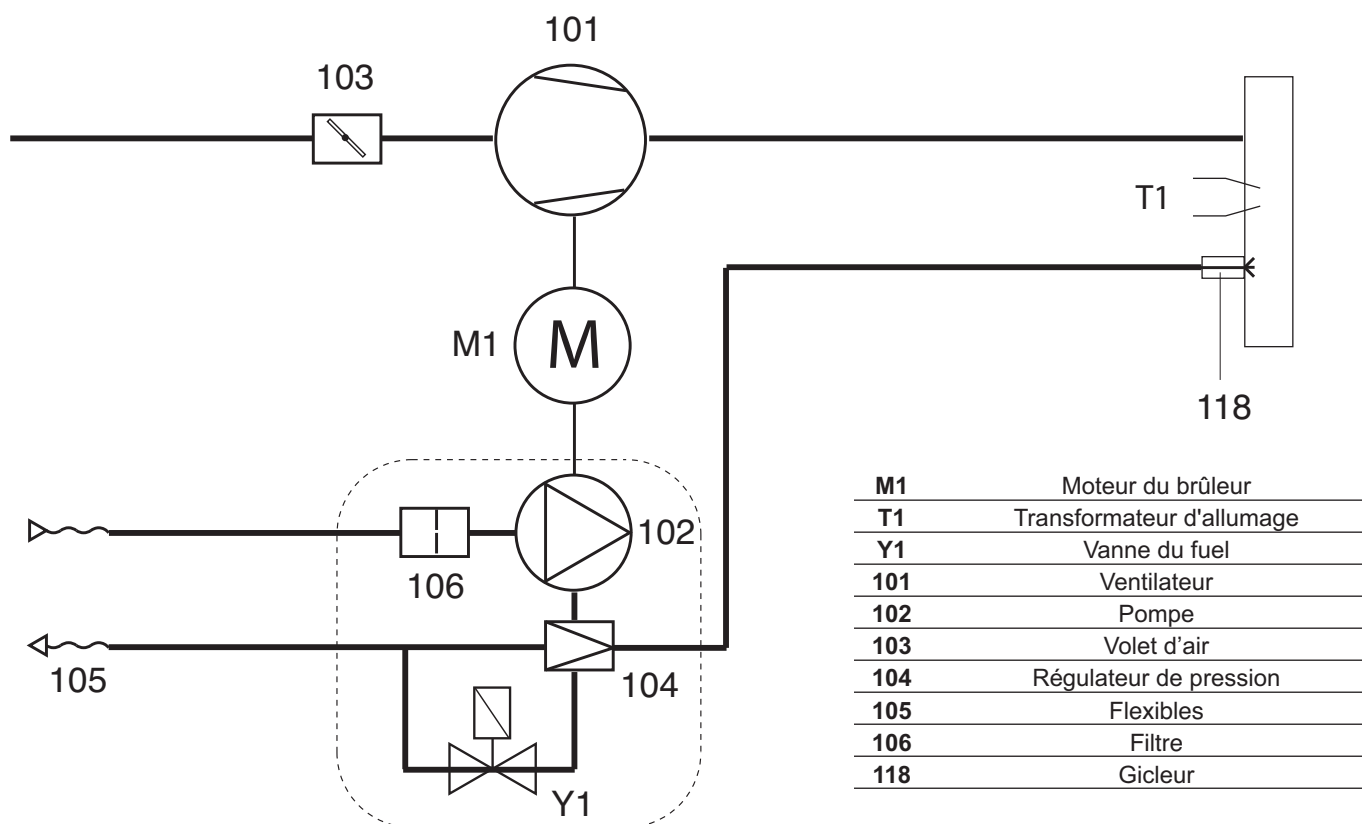 101
103
T1
M1
M
118
102
106
105
104
Y1
M1 Moteur du brûleur
T1 Transformateur d'allumage
Y1 Vanne du fuel
101 Ventilateur
102 Pompe
103 Volet d’air
104 Régulateur de pression
105 Flexibles
106 Filtre
118 Gicleur